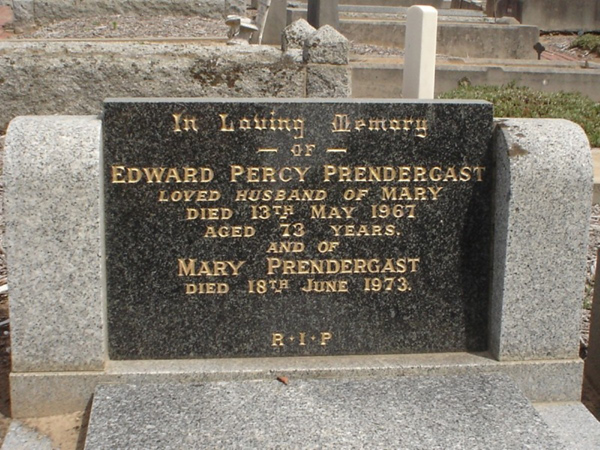 In Loving Memory
— OF —
EDWARD PERCY PRENDERGAST
LOVED HUSBAND OF MARY
DIED 13TH MAY 1967
AGED 73 YEARS.
AND OF
MARY PRENDERGAST
DIED 18TH JUNE 1973.
R·I·P